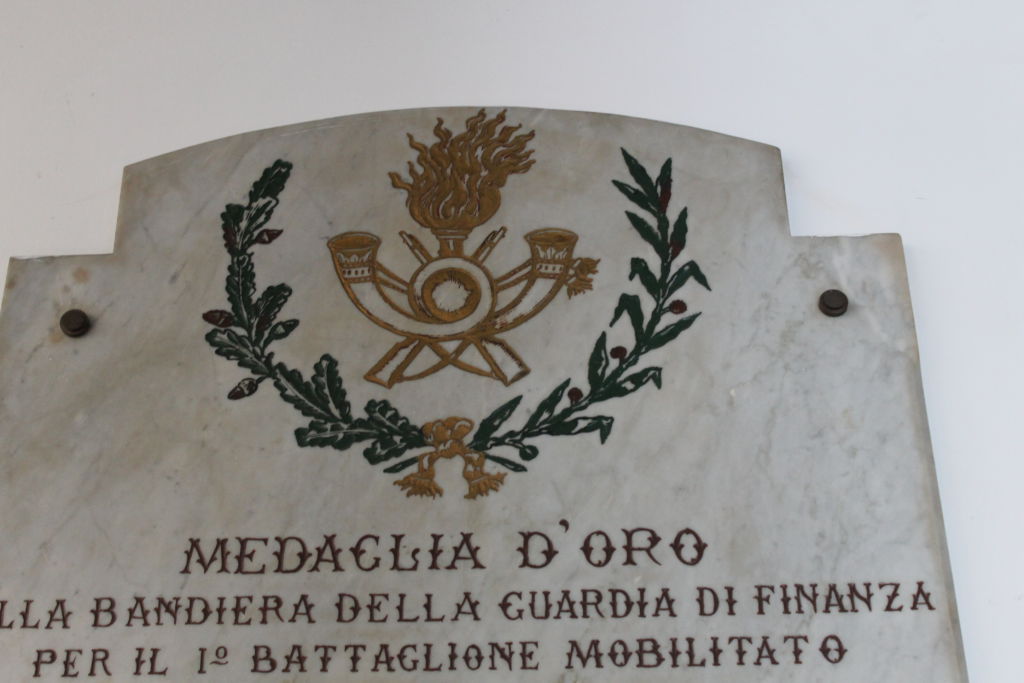 MEDAGLIA D'ORO
LLA BANDIERA DELLA GUARDIA DI FINANZA
PER IL 1º BATTAGLIONE MOBILITATO